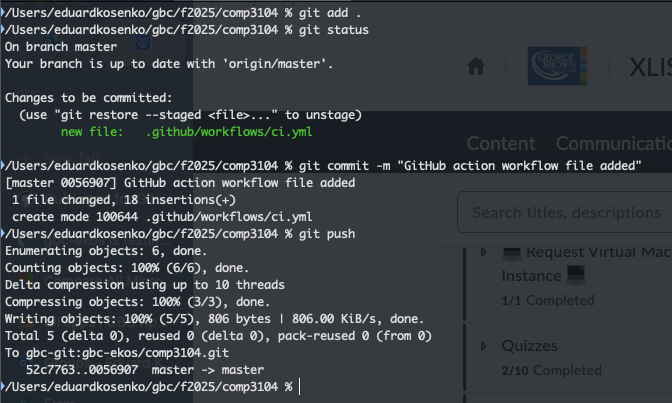 /Users/eduardkosenko/gbc/f2025/comp3104 % git add .
/Users/eduardkosenko/gbc/f2025/comp3104 % git status
On branch master
Your branch is up to date with 'origin/master'.
Changes to be committed:
(use "git restore --staged <file>..." to unstage)
new file:   .github/workflows/ci.yml
/Users/eduardkosenko/gbc/f2025/comp3104 % git commit -m "GitHub action workflow file added"
[master 0056907] GitHub action workflow file added
1 file changed, 18 insertions(+)
create mode 100644 .github/workflows/ci.yml
/Users/eduardkosenko/gbc/f2025/comp3104 % git push
Enumerating objects: 6, done.
Counting objects: 100% (6/6), done.
Delta compression using up to 10 threads
Compressing objects: 100% (3/3), done.
Writing objects: 100% (5/5), 806 bytes | 806.00 KiB/s, done.
Total 5 (delta 0), reused 0 (delta 0), pack-reused 0 (from 0)
To gbc-git:gbc-ekos/comp3104.git
52c7763..0056907  master -> master
/Users/eduardkosenko/gbc/f2025/comp3104 %
GEORGE
BROWN
XLIS
Content
Communicatio
Search titles, descriptions
Request Virtual Mac
Instance
1/1 Completed
Quizzes
2/10 Completed